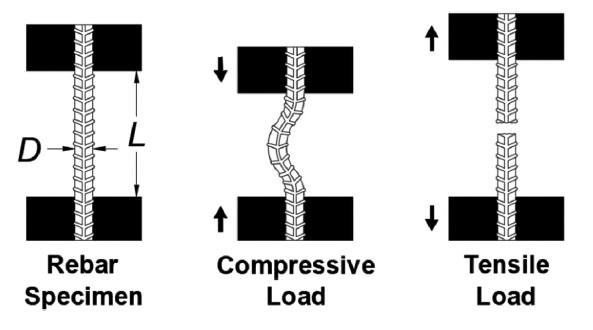 D
L
Rebar
Specimen
Compressive
Load
Tensile
Load